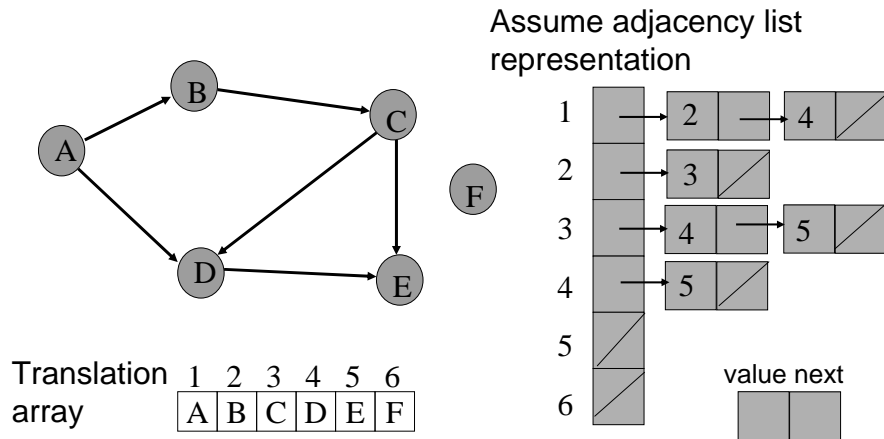 Assume adjacency list
representation
B
C
A
F
D
E
1 2 4
2 3
3 4 5
4 5
5
6
value next
Translation
array
1 2 3 4 5 6
A B C D E F